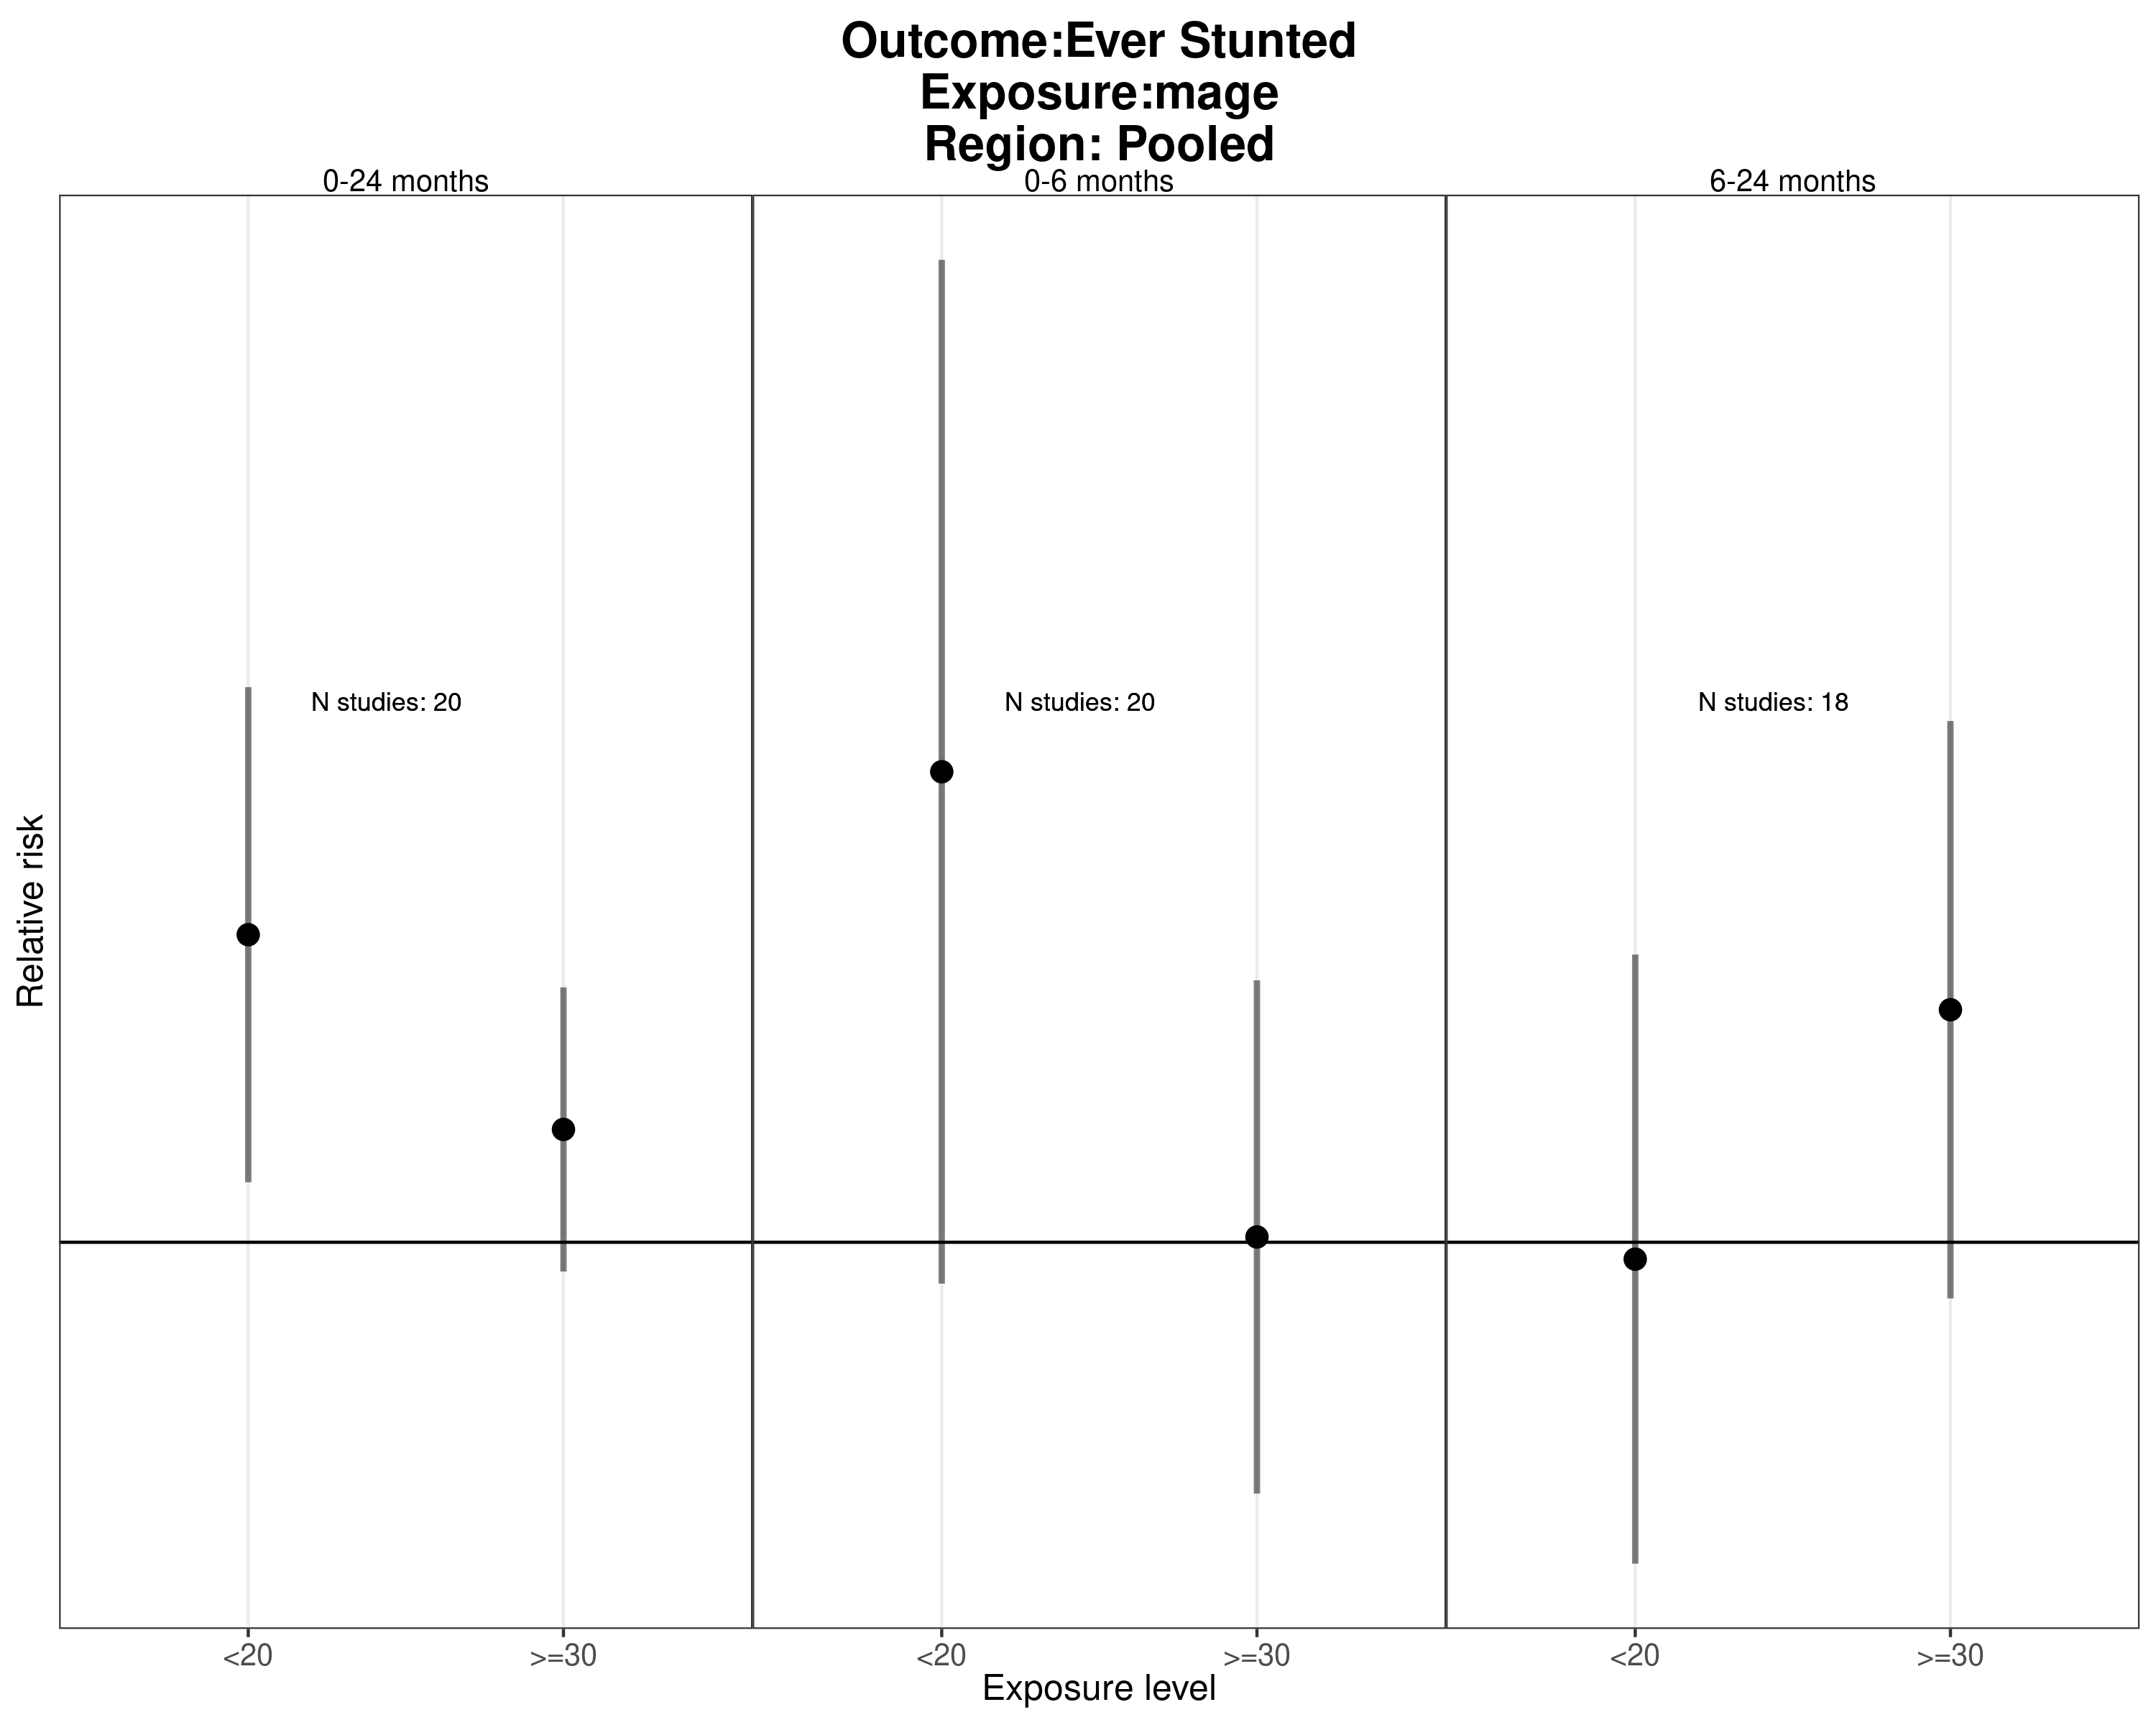 Outcome:Ever Stunted
Exposure:mage
Region: Pooled
0-24 months
0-6 months
6-24 months
N studies: 20
N studies: 20
N studies: 18
Relative risk
<20
>=30
<20
>=30
<20
>=30
Exposure level